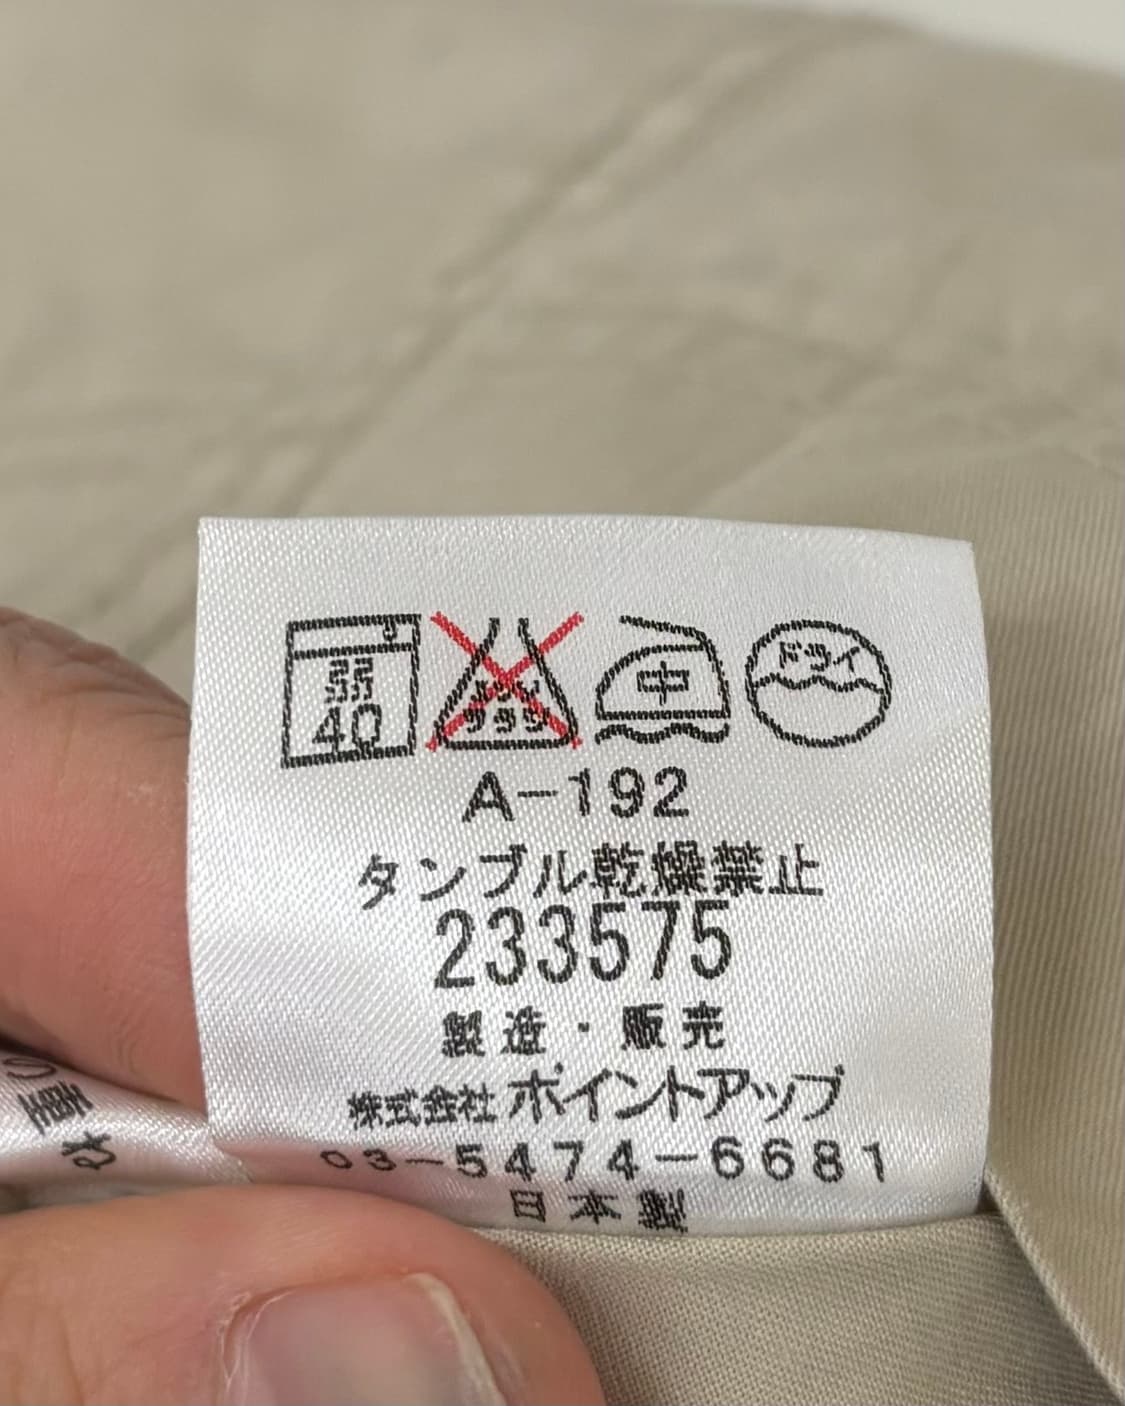 弱 40 エンソ サラシ 中 ドライ
A-192
タンブル乾燥禁止
233575
製造・販売
株式会社ポイントアップ
03-5474-6681
日本製